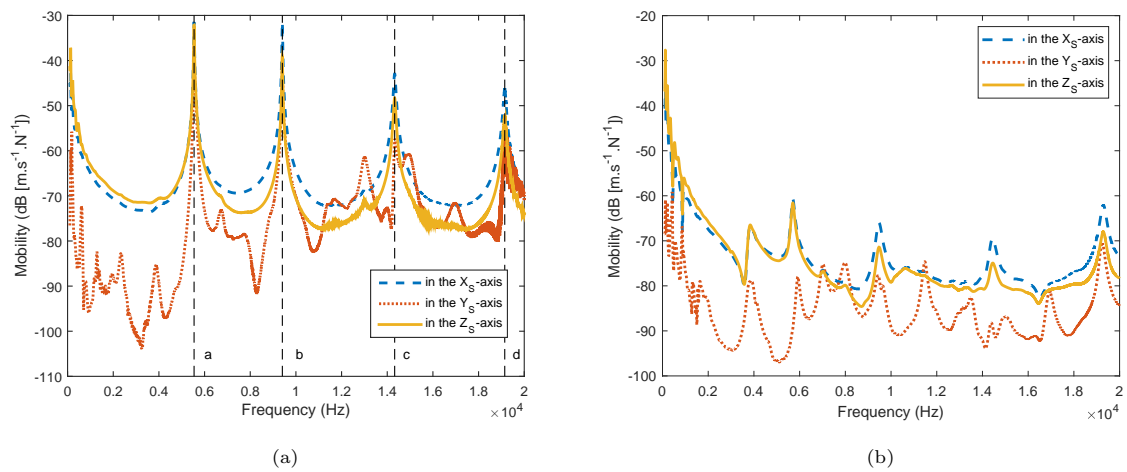 -30
-40
-50
-60
-70
-80
-90
-100
-110
Mobility (dB [m.s⁻¹.N⁻¹])
in the X_S-axis
in the Y_S-axis
in the Z_S-axis
a
b
c
d
0 0.2 0.4 0.6 0.8 1 1.2 1.4 1.6 1.8 2
Frequency (Hz)
×10⁴
(a)
-20
-30
-40
-50
-60
-70
-80
-90
-100
Mobility (dB [m.s⁻¹.N⁻¹])
in the X_S-axis
in the Y_S-axis
in the Z_S-axis
0 0.2 0.4 0.6 0.8 1 1.2 1.4 1.6 1.8 2
Frequency (Hz)
×10⁴
(b)